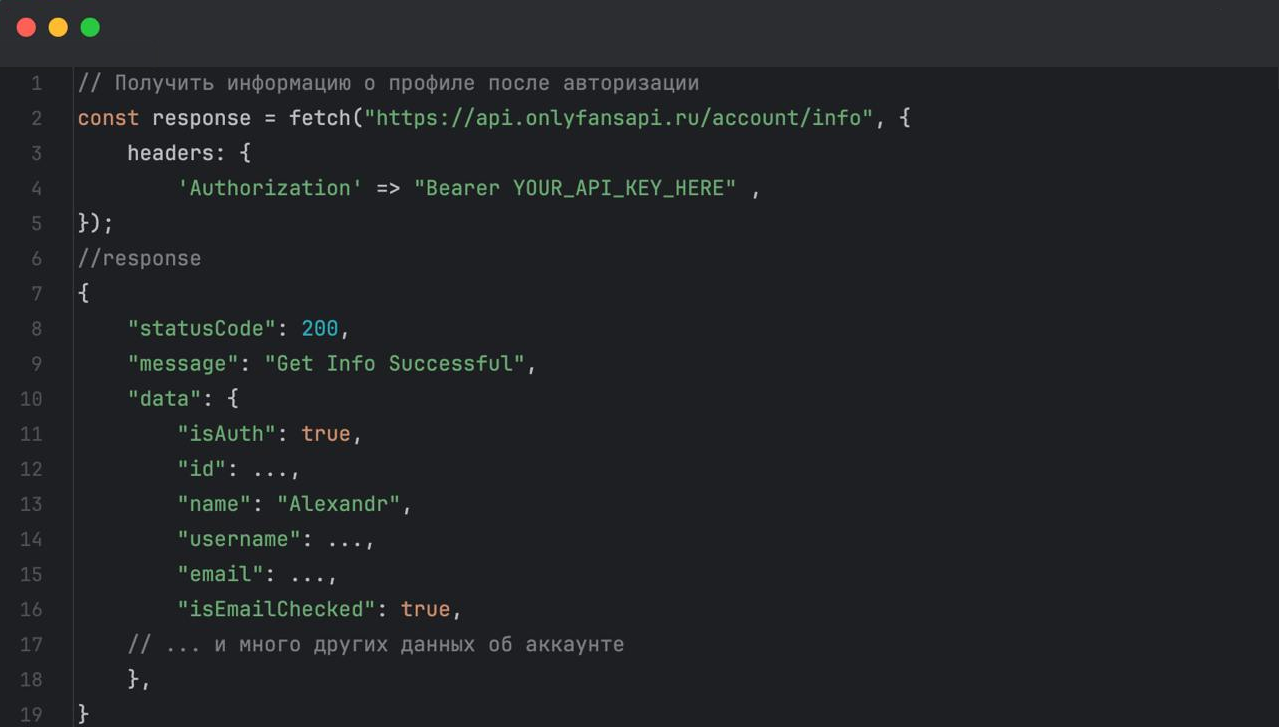 1 // Получить информацию о профиле после авторизации
2 const response = fetch("https://api.onlyfansapi.ru/account/info", {
3 headers: {
4 'Authorization' => "Bearer YOUR_API_KEY_HERE" ,
5 });
6 //response
7 {
8 "statusCode": 200,
9 "message": "Get Info Successful",
10 "data": {
11 "isAuth": true,
12 "id": ...,
13 "name": "Alexandr",
14 "username": ...,
15 "email": ...,
16 "isEmailChecked": true,
17 // ... и много других данных об аккаунте
18 },
19 }